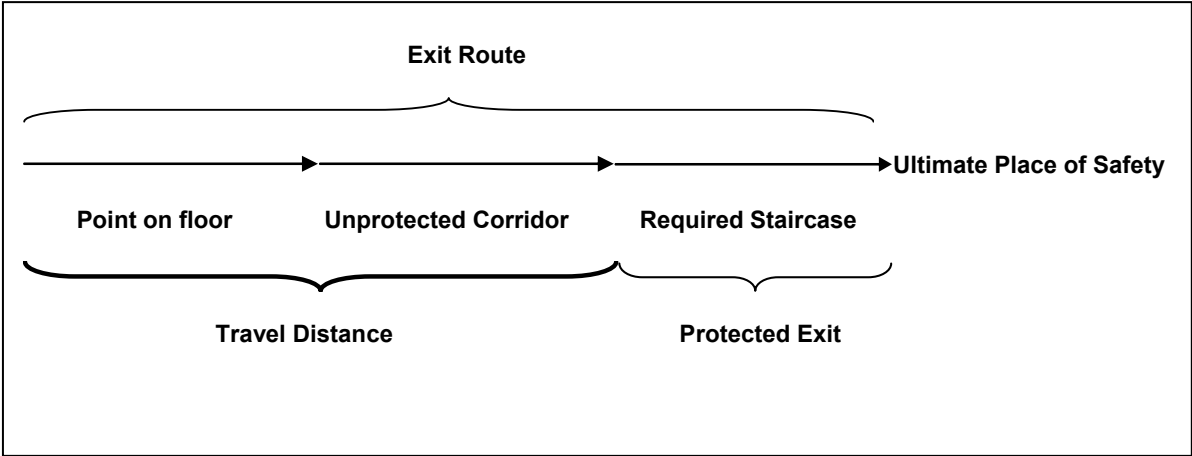 Exit Route
Ultimate Place of Safety
Point on floor Unprotected Corridor Required Staircase
Travel Distance Protected Exit